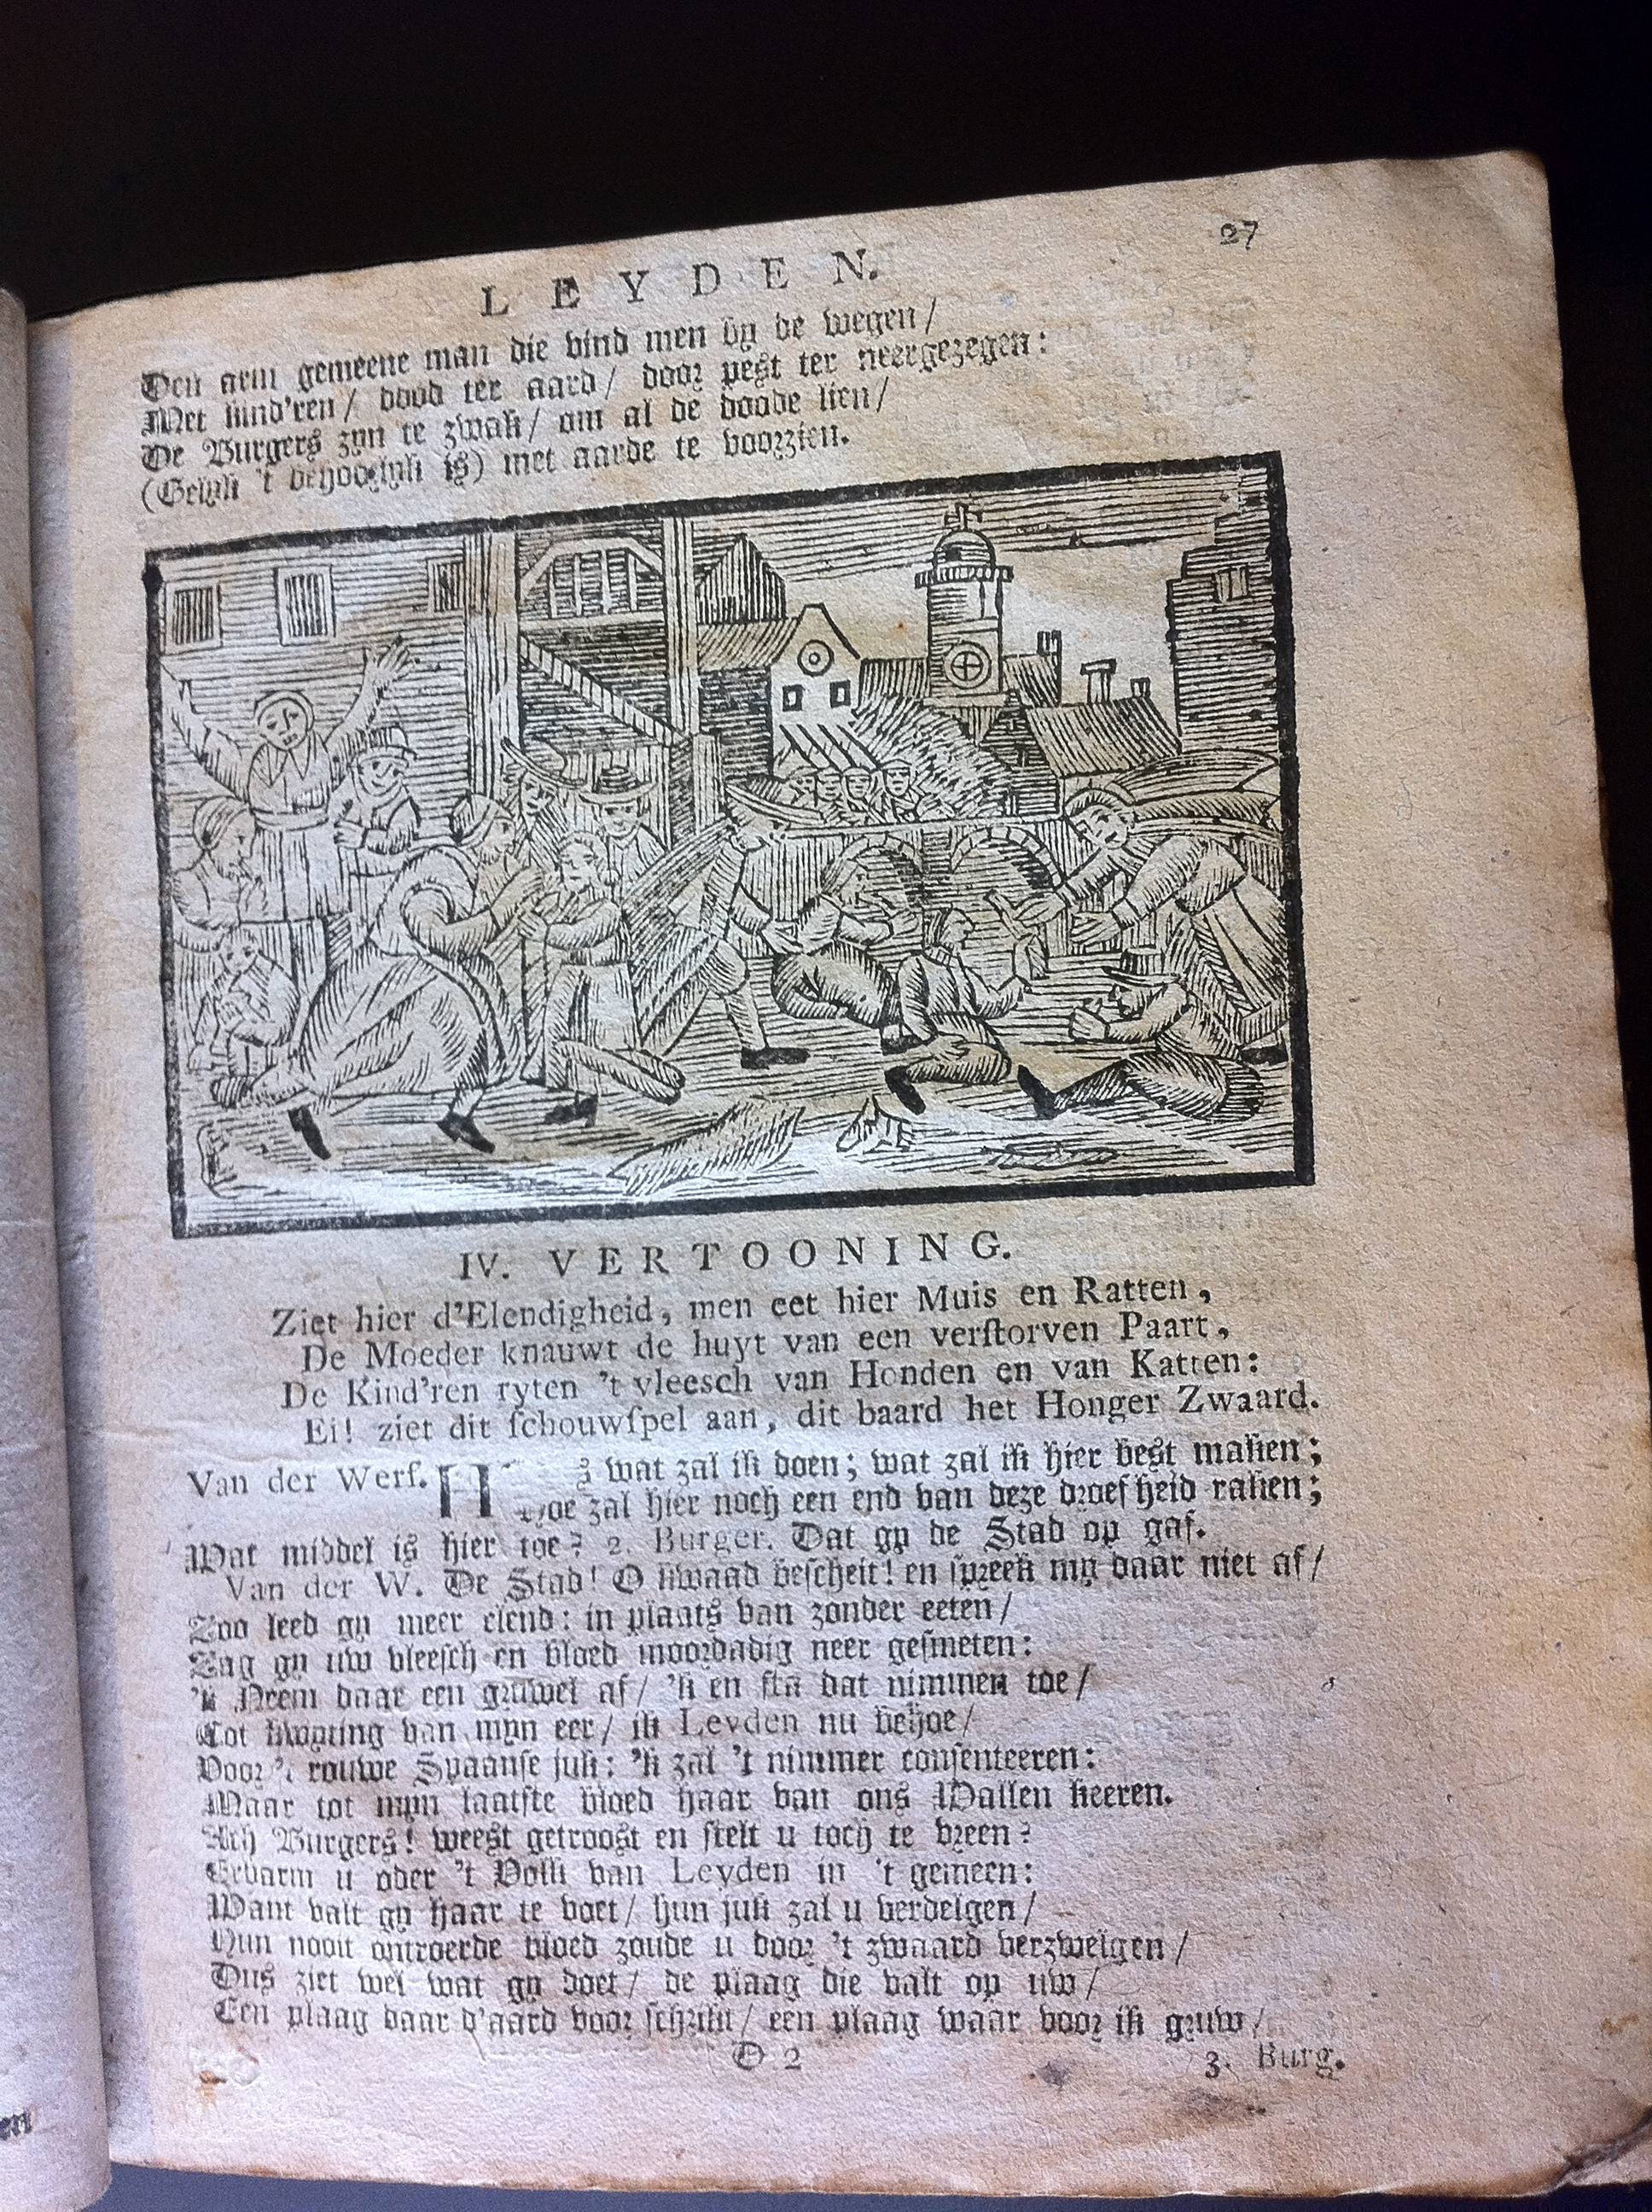 27
LEYDEN.
Den arm gemeene man die vind men by de wegen/
Met kind'ren/ dood ter aard/ door pest ter neergezegen:
De Burgers zyn te zwak/ om al de doode lien/
(Gelyk 't behoorlyk is) met aarde te voorzien.
IV. VERTOONING.
Ziet hier d'Elendigheid, men eet hier Muis en Ratten,
De Moeder knauwt de huyt van een verſtorven Paart,
De Kind'ren ryten 't vleesch van Honden en van Katten:
Ei! ziet dit ſchouwſpel aan, dit baard het Honger Zwaard.
Van der Werf. wat zal ik doen; wat zal ik hier best maken;
Hoe zal hier noch een end van deze droefheid raken;
Wat middel is hier toe? 2. Burger. Dat gy de Stad op gaf.
Van der W. De Stad! O kwaad beſcheit! en ſpreek my daar niet af/
Zoo leed gy meer elend: in plaats van zonder eeten/
Zag gy uw vleeſch en bloed moordadig neer geſmeten:
'k Neem daar een gruwel af/ 'k en ſta dat nimmen toe/
Tot van myn eer/ ik Leyden nu behoe/
Voor 't rouwe Spaanſe juk: 'k zal 't nimmer conſenteeren:
Maar tot myn laatſte bloed haar van ons Wallen keeren.
Ach Burgers! weest getroost en ſtelt u toch te vreen?
Erbarm u over 't Volk van Leyden in 't gemeen:
Want valt gy haar te voet/ hun juk zal u verdelgen/
Hun nooit ontroerde bloed zoude u door 't zwaard verzwelgen/
Dus ziet wel wat gy doet/ de plaag die valt op uw/
Een plaag daar d'aard voor ſchrikt/ een plaag waar voor ik gruw/
D 2
3. Burg.
en